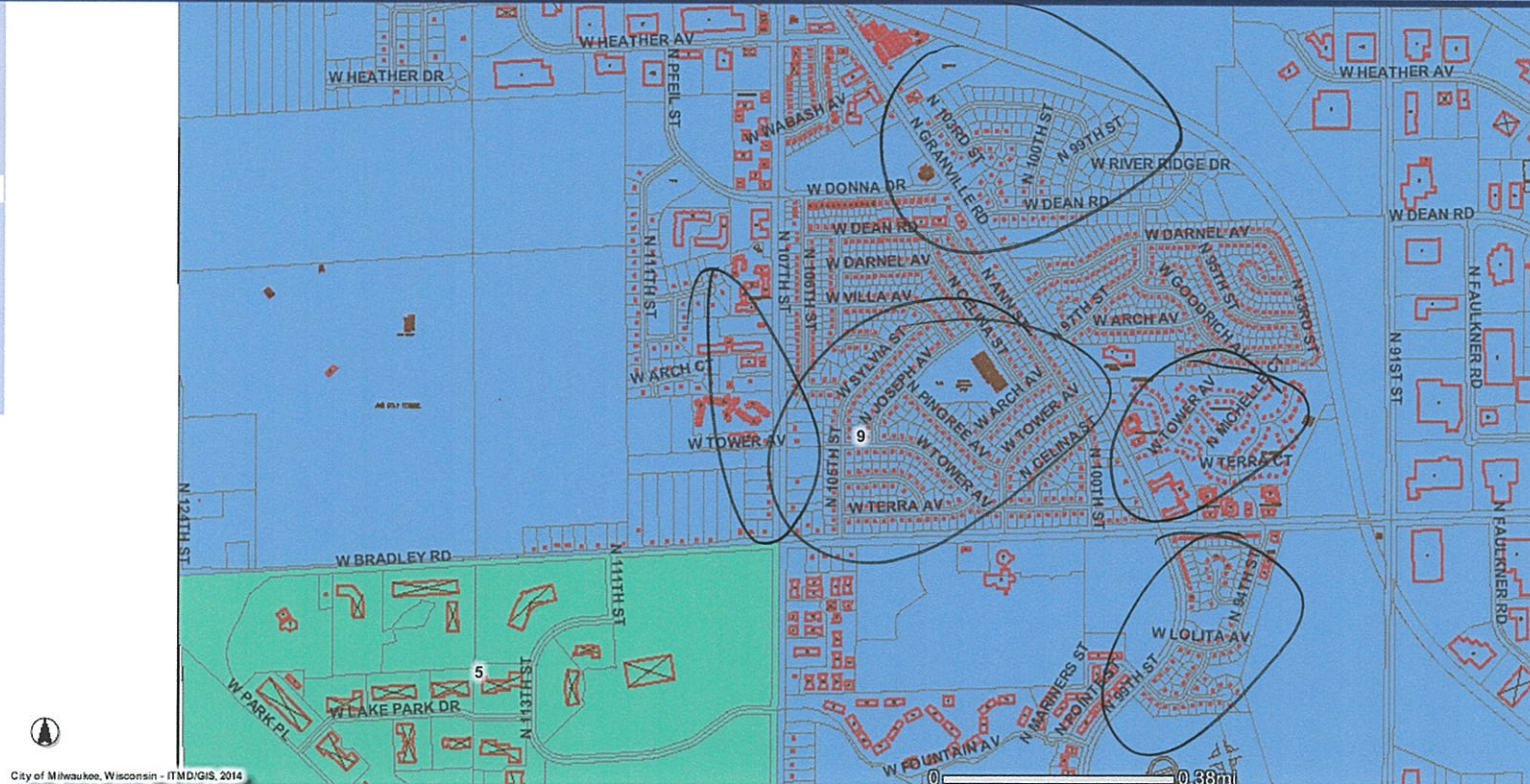 W HEATHER AV
W HEATHER DR
N PFEIL ST
W WABASH AV
W HEATHER AV
N 103RD ST
N GRANVILLE RD
N 100TH ST
N 99TH ST
W RIVER RIDGE DR
W DONNA DR
W DEAN RD
W DEAN RD
W DEAN RD
W DARNEL AV
W DARNEL AV
N 111TH ST
N 107TH ST
N 106TH ST
W VILLA AV
N CELINA ST
N ANN ST
N 97TH ST
W GOODRICH AV
N 95TH ST
N 93RD ST
W ARCH AV
N FAULKNER RD
N 91ST ST
W ARCH CT
W SYLVIA ST
N JOSEPH AV
N PINGREE AV
W ARCH AV
W TOWER AV
W TOWER AV
N MICHELLE CT
W TOWER AV
9
W TOWER AV
N CELINA ST
W TERRA CT
N 105TH ST
W TERRA AV
N 100TH ST
N 124TH ST
N FAULKNER RD
W BRADLEY RD
N 111TH ST
N 94TH ST
W LOLITA AV
5
N 113TH ST
N MARINERS ST
N 99TH ST
W PARK PL
W LAKE PARK DR
W FOUNTAIN AV
City of Milwaukee, Wisconsin - ITMD/GIS, 2014
0
0.38mi